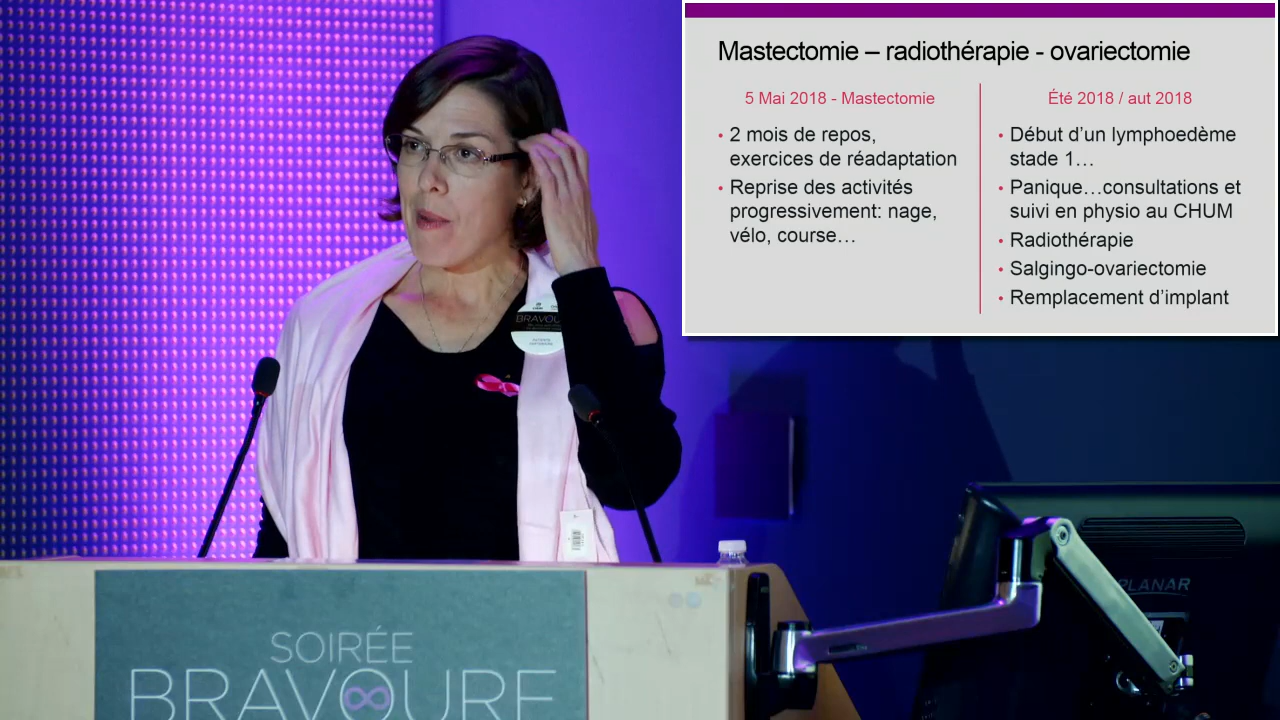 Mastectomie – radiothérapie - ovariectomie
5 Mai 2018 - Mastectomie
• 2 mois de repos,
exercices de réadaptation
• Reprise des activités
progressivement: nage,
vélo, course…
Été 2018 / aut 2018
• Début d’un lymphoedème
stade 1…
• Panique…consultations et
suivi en physio au CHUM
• Radiothérapie
• Salgingo-ovariectomie
• Remplacement d’implant
PLANAR
SOIRÉE
BRAVOURE